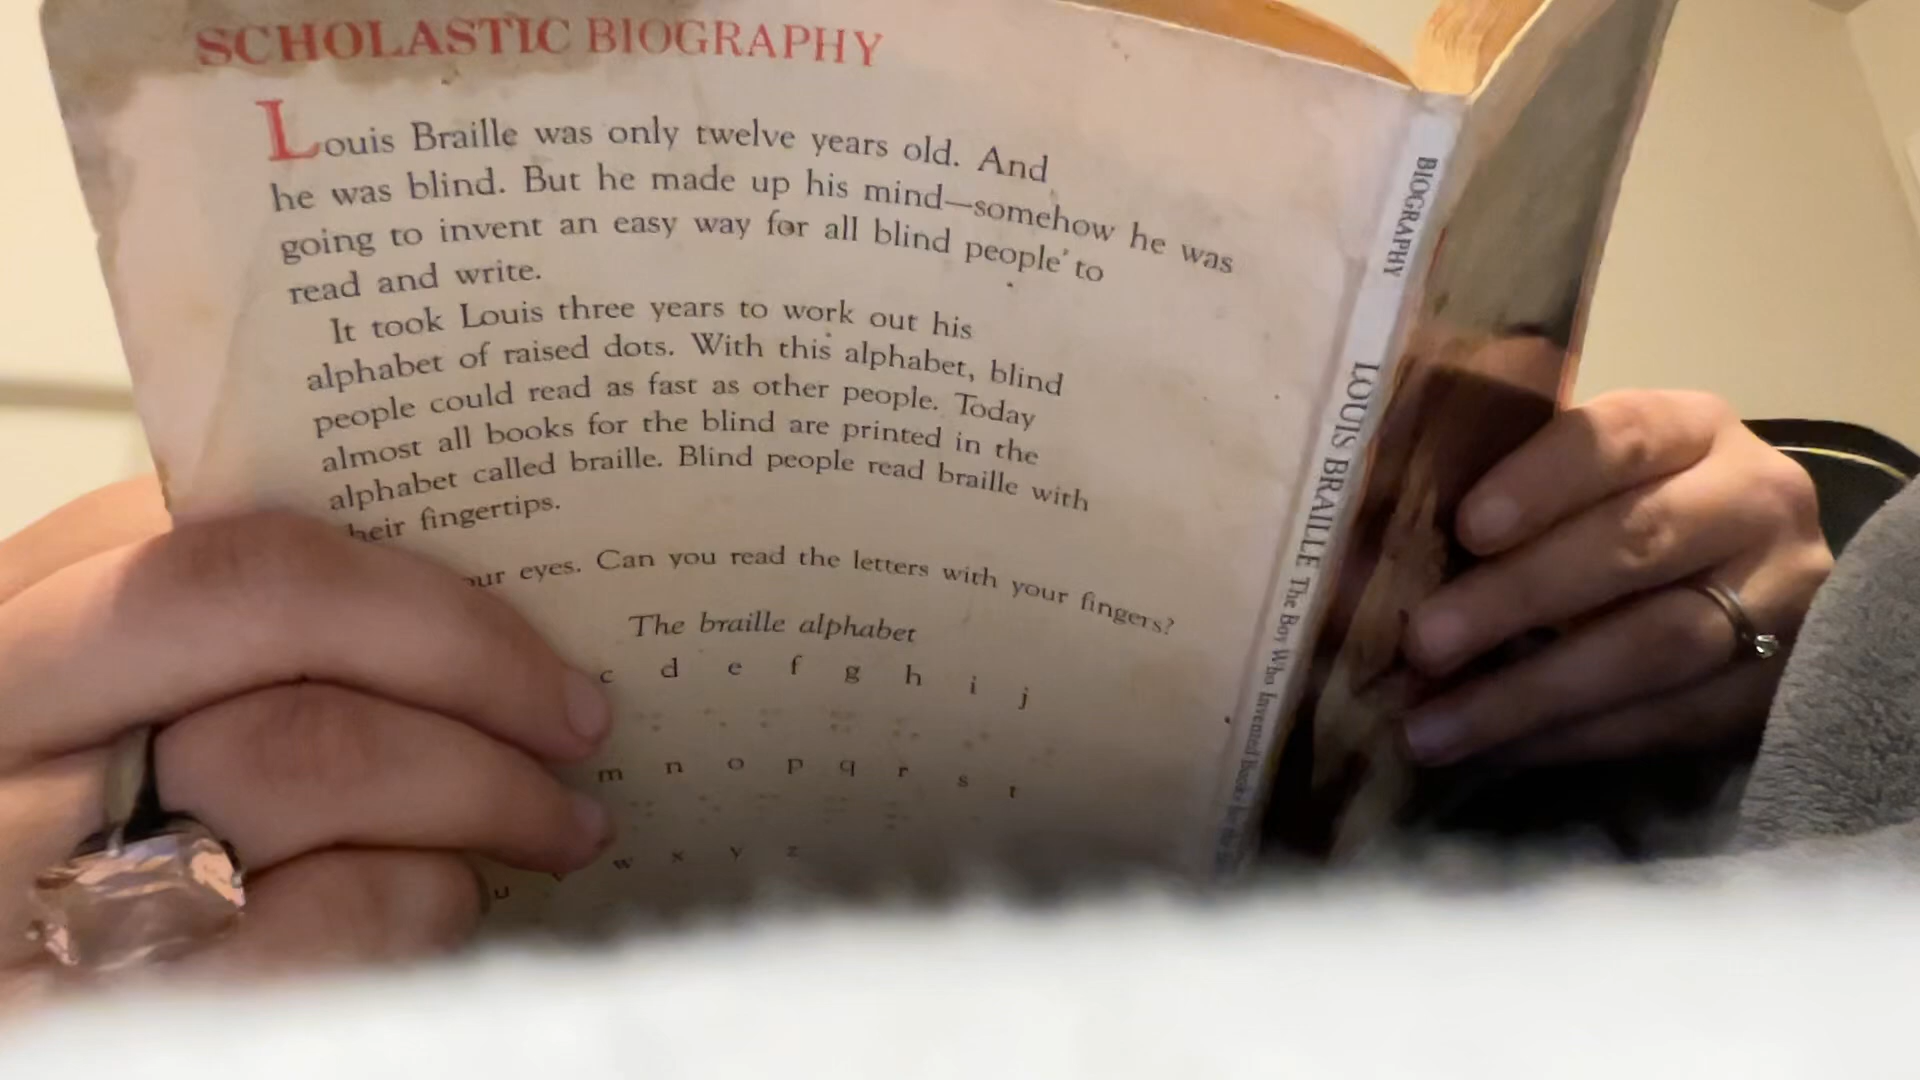 SCHOLASTIC BIOGRAPHY
Louis Braille was only twelve years old. And
he was blind. But he made up his mind—somehow he was
going to invent an easy way for all blind people to
read and write.
It took Louis three years to work out his
alphabet of raised dots. With this alphabet, blind
people could read as fast as other people. Today
almost all books for the blind are printed in the
alphabet called braille. Blind people read braille with
heir fingertips.
our eyes. Can you read the letters with your fingers?
The braille alphabet
c d e f g h i j
m n o p q r s t
u v w x y z
BIOGRAPHY
LOUIS BRAILLE The Boy Who Invented Books for the